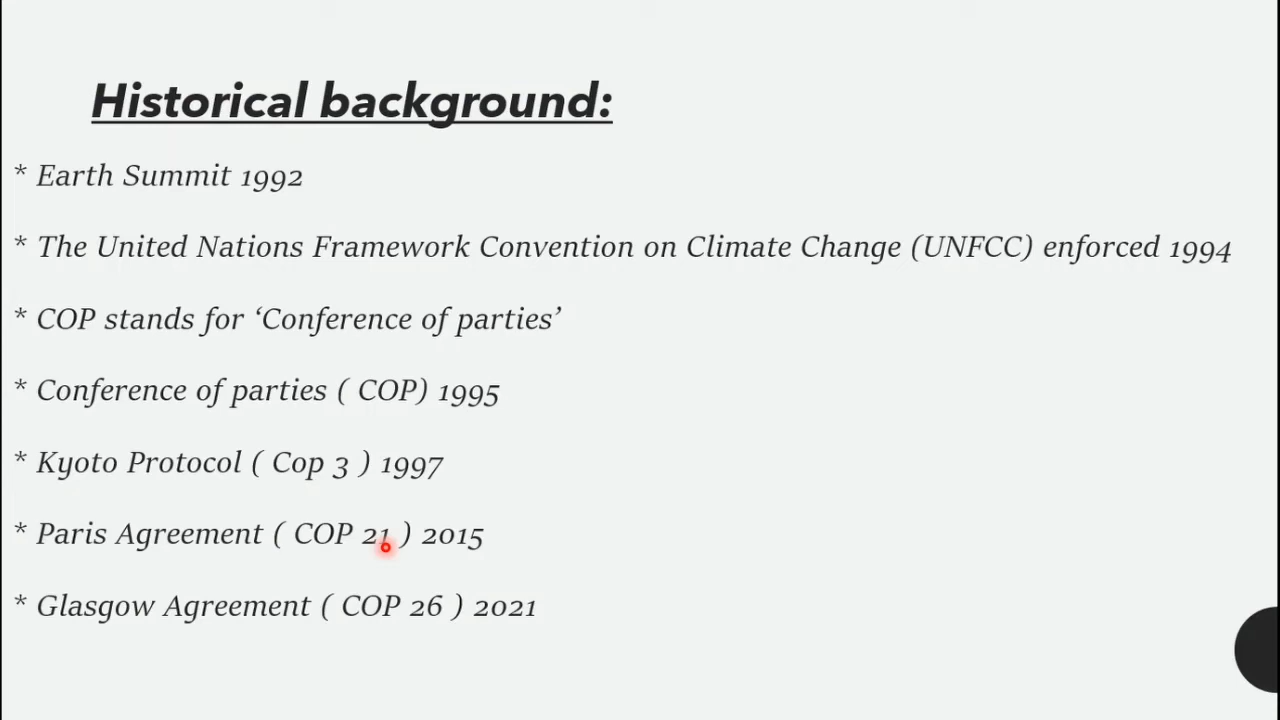 Historical background:
* Earth Summit 1992
* The United Nations Framework Convention on Climate Change (UNFCC) enforced 1994
* COP stands for ‘Conference of parties’
* Conference of parties ( COP) 1995
* Kyoto Protocol ( Cop 3 ) 1997
* Paris Agreement ( COP 21 ) 2015
* Glasgow Agreement ( COP 26 ) 2021